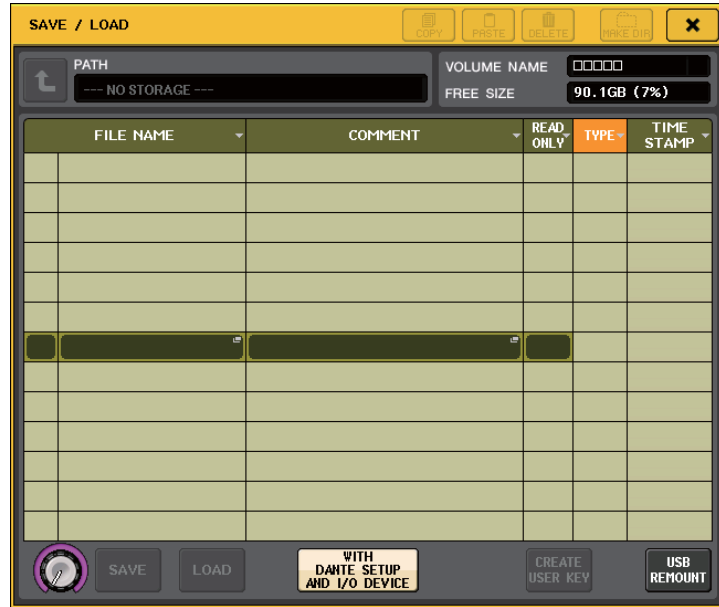 SAVE / LOAD
COPY
PASTE
DELETE
MAKE DIR
PATH
--- NO STORAGE ---
VOLUME NAME
□□□□□
FREE SIZE
90.1GB (7%)
FILE NAME
COMMENT
READ
ONLY
TYPE
TIME
STAMP
SAVE
LOAD
WITH
DANTE SETUP
AND I/O DEVICE
CREATE
USER KEY
USB
REMOUNT